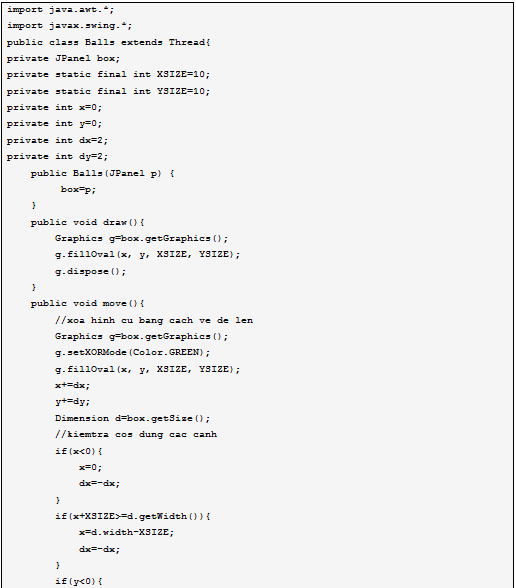 import java.awt.*;
import javax.swing.*;
public class Balls extends Thread{
private JPanel box;
private static final int XSIZE=10;
private static final int YSIZE=10;
private int x=0;
private int y=0;
private int dx=2;
private int dy=2;
    public Balls(JPanel p) {
         box=p;
    }
    public void draw(){
        Graphics g=box.getGraphics();
        g.fillOval(x, y, XSIZE, YSIZE);
        g.dispose();
    }
    public void move(){
        //xoa hinh cu bang cach ve de len
        Graphics g=box.getGraphics();
        g.setXORMode(Color.GREEN);
        g.fillOval(x, y, XSIZE, YSIZE);
        x+=dx;
        y+=dy;
        Dimension d=box.getSize();
        //kiemtra cos dung cac canh
        if(x<0){
            x=0;
            dx=-dx;
        }
        if(x+XSIZE>=d.getWidth()){
            x=d.width-XSIZE;
            dx=-dx;
        }
        if(y<0){